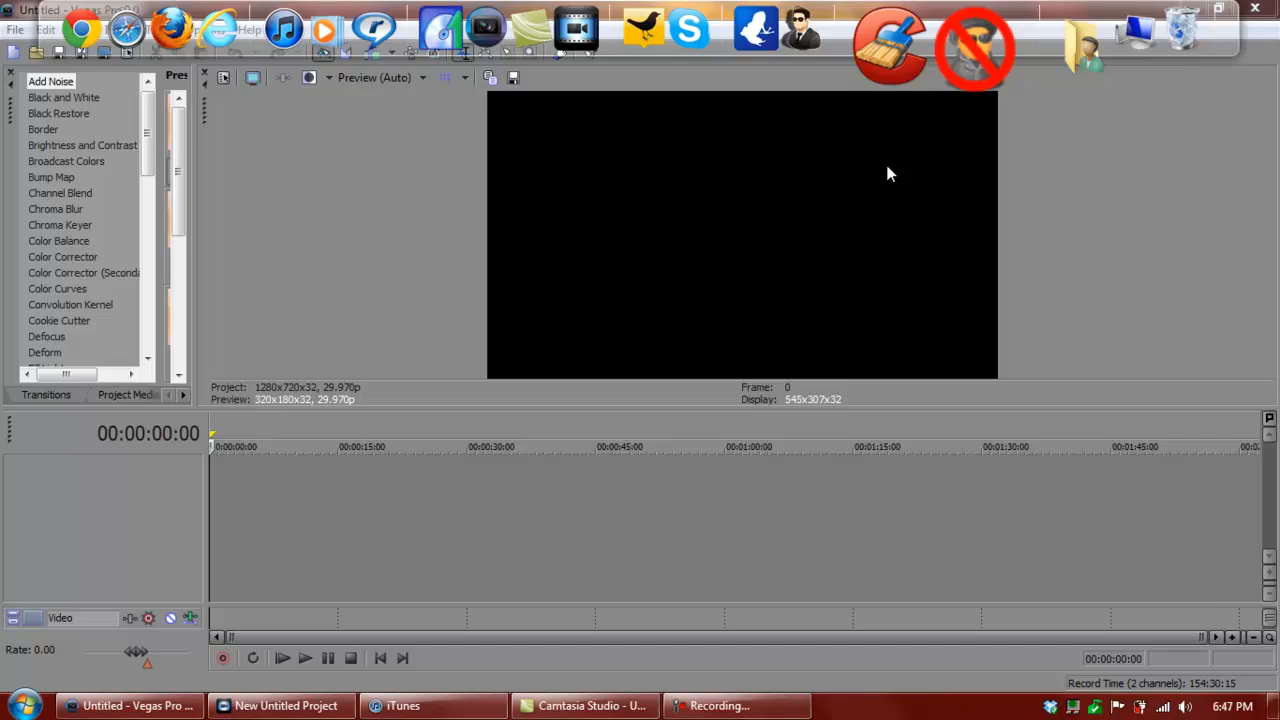 Untitled - Vegas Pro 9.0
File Edit Help
Preview (Auto)
Add Noise
Pres
Black and White
Black Restore
Border
Brightness and Contrast
Broadcast Colors
Bump Map
Channel Blend
Chroma Blur
Chroma Keyer
Color Balance
Color Corrector
Color Corrector (Seconda
Color Curves
Convolution Kernel
Cookie Cutter
Defocus
Deform
Transitions Project Media
Project: 1280x720x32, 29.970p
Preview: 320x180x32, 29.970p
Frame: 0
Display: 545x307x32
00:00:00:00
0:00:00:00 00:00:15:00 00:00:30:00 00:00:45:00 00:01:00:00 00:01:15:00 00:01:30:00 00:01:45:00 00:0
Video
Rate: 0.00
00:00:00:00
Record Time (2 channels): 154:30:15
Untitled - Vegas Pro ... New Untitled Project iTunes Camtasia Studio - U... Recording... 6:47 PM